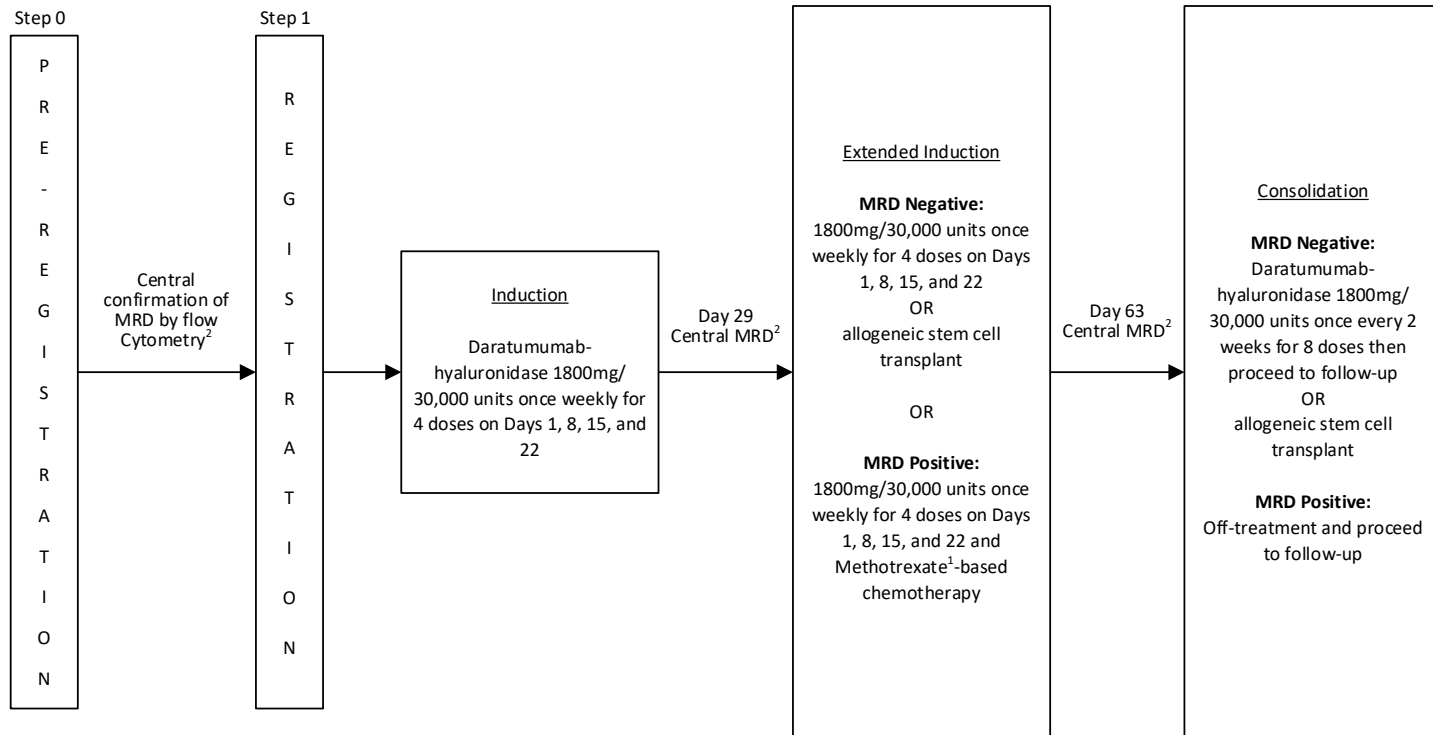 Step 0
P
R
E
-
R
E
G
I
S
T
R
A
T
I
O
N
Central
confirmation of
MRD by flow
Cytometry²
Step 1
R
E
G
I
S
T
R
A
T
I
O
N
Induction
Daratumumab-
hyaluronidase 1800mg/
30,000 units once weekly for
4 doses on Days 1, 8, 15, and
22
Day 29
Central MRD²
Extended Induction
MRD Negative:
1800mg/30,000 units once
weekly for 4 doses on Days
1, 8, 15, and 22
OR
allogeneic stem cell
transplant
OR
MRD Positive:
1800mg/30,000 units once
weekly for 4 doses on Days
1, 8, 15, and 22 and
Methotrexate¹-based
chemotherapy
Day 63
Central MRD²
Consolidation
MRD Negative:
Daratumumab-
hyaluronidase 1800mg/
30,000 units once every 2
weeks for 8 doses then
proceed to follow-up
OR
allogeneic stem cell
transplant
MRD Positive:
Off-treatment and proceed
to follow-up